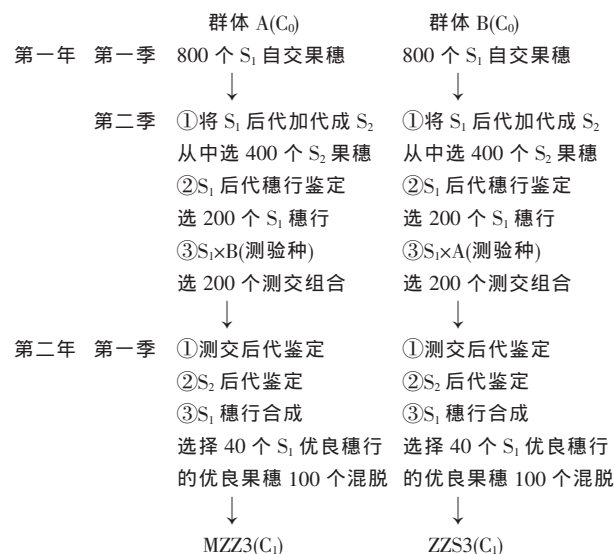 群体 A(C₀) 群体 B(C₀)
第一年 第一季 800 个 S₁ 自交果穗 800 个 S₁ 自交果穗
↓ ↓
第二季 ①将 S₁ 后代加代成 S₂ ①将 S₁ 后代加代成 S₂
从中选 400 个 S₂ 果穗 从中选 400 个 S₂ 果穗
②S₁ 后代穗行鉴定 ②S₁ 后代穗行鉴定
选 200 个 S₁ 穗行 选 200 个 S₁ 穗行
③S₁×B(测验种) ③S₁×A(测验种)
选 200 个测交组合 选 200 个测交组合
↓ ↓
第二年 第一季 ①测交后代鉴定 ①测交后代鉴定
②S₂ 后代鉴定 ②S₂ 后代鉴定
③S₁ 穗行合成 ③S₁ 穗行合成
选择 40 个 S₁ 优良穗行 选择 40 个 S₁ 优良穗行
的优良果穗 100 个混脱 的优良果穗 100 个混脱
↓ ↓
MZZ3(C₁) ZZS3(C₁)